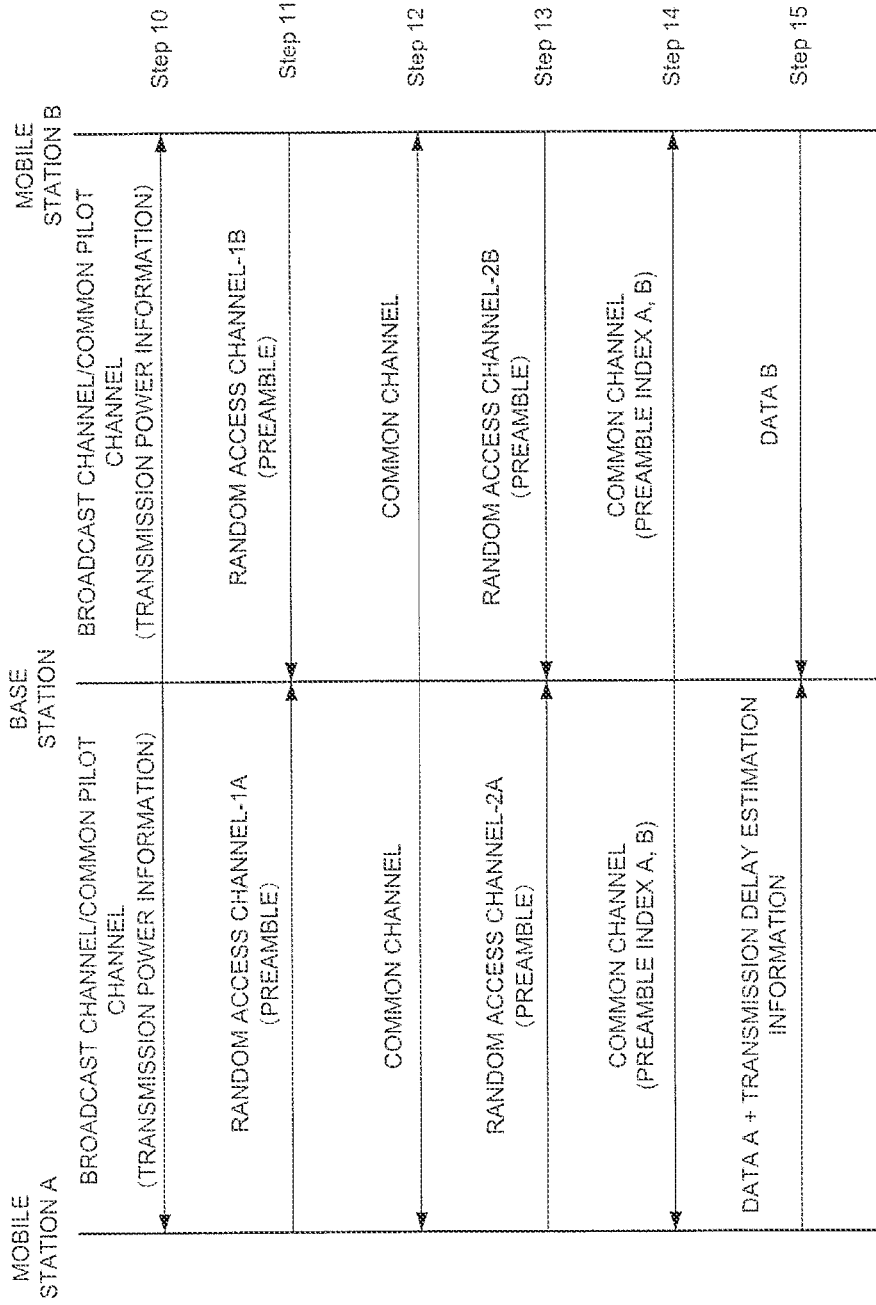 MOBILE
STATION A
BASE
STATION
MOBILE
STATION B
BROADCAST CHANNEL/COMMON PILOT
CHANNEL
(TRANSMISSION POWER INFORMATION)
BROADCAST CHANNEL/COMMON PILOT
CHANNEL
(TRANSMISSION POWER INFORMATION)
Step 10
RANDOM ACCESS CHANNEL-1A
(PREAMBLE)
RANDOM ACCESS CHANNEL-1B
(PREAMBLE)
Step 11
COMMON CHANNEL
COMMON CHANNEL
Step 12
RANDOM ACCESS CHANNEL-2A
(PREAMBLE)
RANDOM ACCESS CHANNEL-2B
(PREAMBLE)
Step 13
COMMON CHANNEL
(PREAMBLE INDEX A, B)
COMMON CHANNEL
(PREAMBLE INDEX A, B)
Step 14
DATA A + TRANSMISSION DELAY ESTIMATION
INFORMATION
DATA B
Step 15